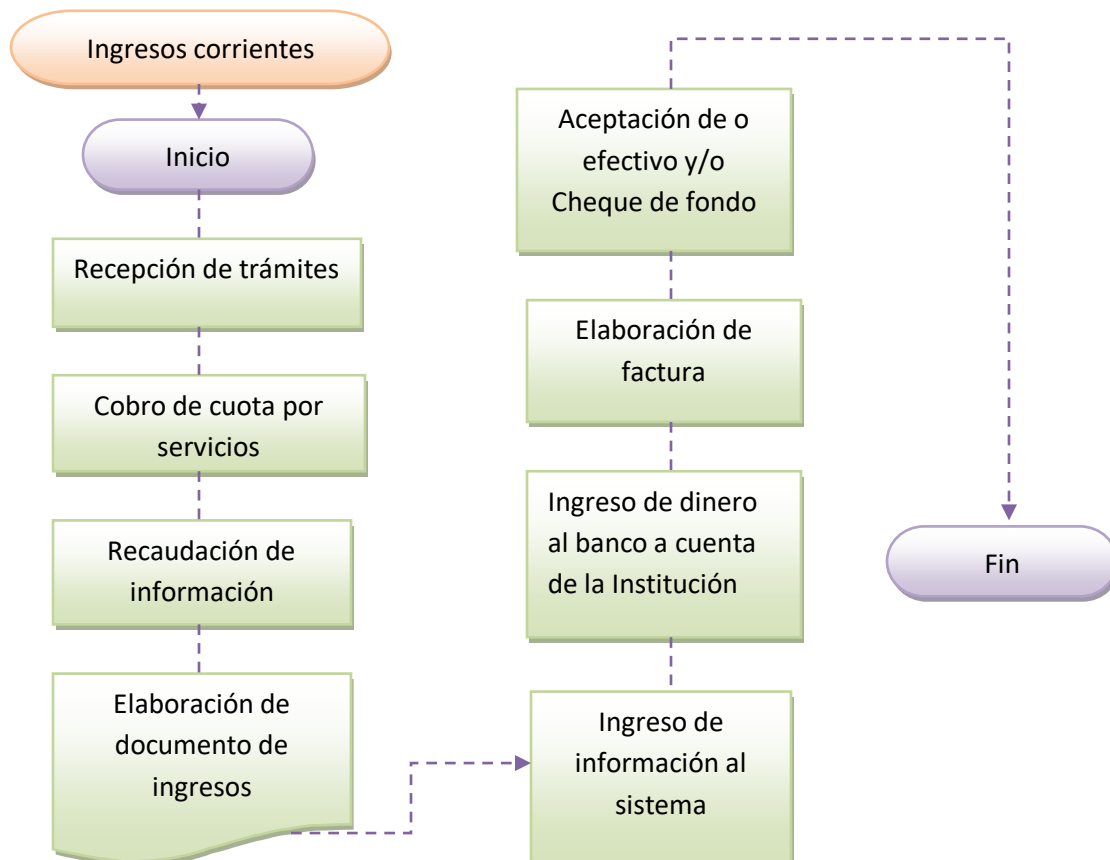 Ingresos corrientes
Inicio
Recepción de trámites
Cobro de cuota por
servicios
Recaudación de
información
Elaboración de
documento de
ingresos
Ingreso de
información al
sistema
Ingreso de dinero
al banco a cuenta
de la Institución
Elaboración de
factura
Aceptación de o
efectivo y/o
Cheque de fondo
Fin